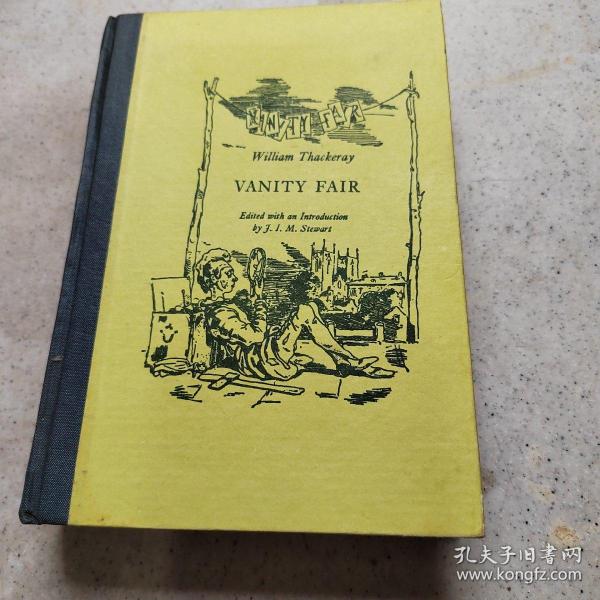 VANITY FAIR
William Thackeray
VANITY FAIR
Edited with an Introduction
by J. I. M. Stewart
孔夫子旧书网
www.kongfz.com